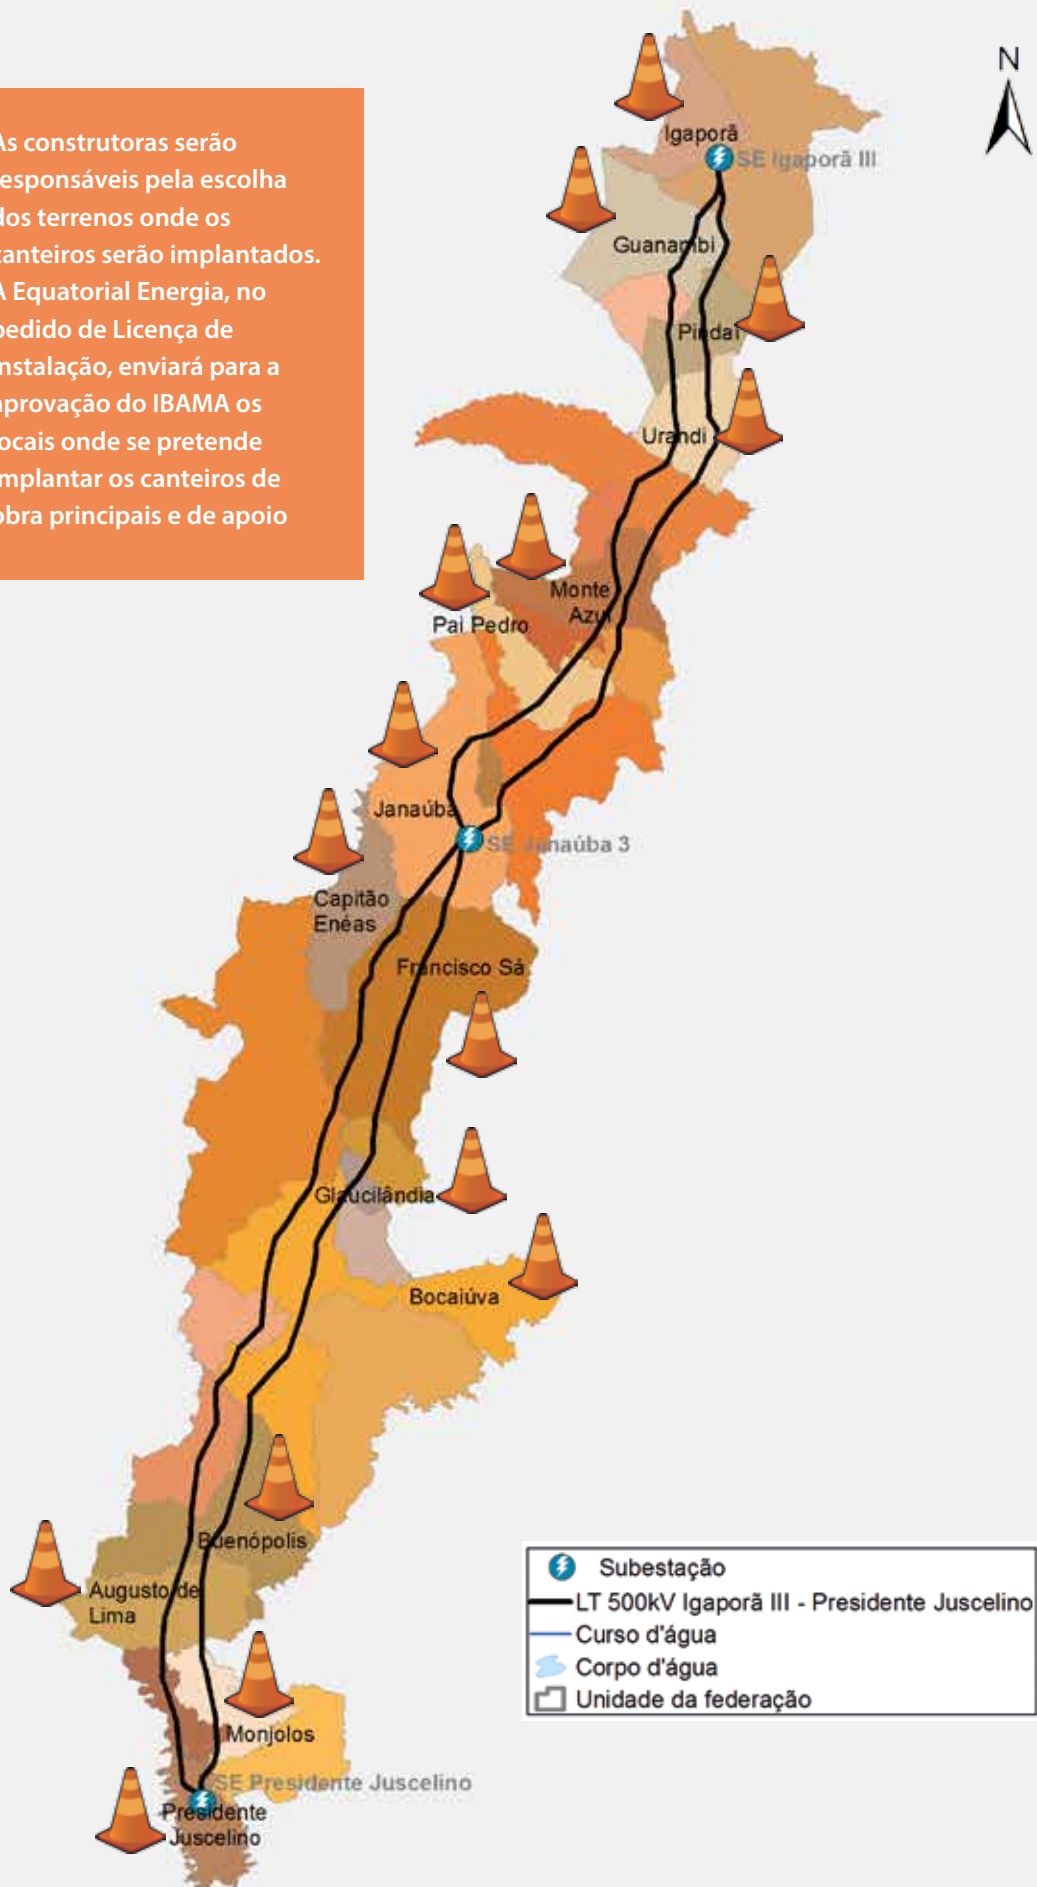 As construtoras serão
responsáveis pela escolha
dos terrenos onde os
canteiros serão implantados.
A Equatorial Energia, no
pedido de Licença de
Instalação, enviará para a
aprovação do IBAMA os
locais onde se pretende
implantar os canteiros de
obra principais e de apoio
N
Igaporã
SE Igaporã III
Guanambi
Pindaí
Urandi
Monte
Azul
Pai Pedro
Janaúba
SE Janaúba 3
Capitão
Enéas
Francisco Sá
Glaucilândia
Bocaiúva
Buenópolis
Augusto de
Lima
Monjolos
SE Presidente Juscelino
Presidente
Juscelino
Subestação
LT 500kV Igaporã III - Presidente Juscelino
Curso d'água
Corpo d'água
Unidade da federação